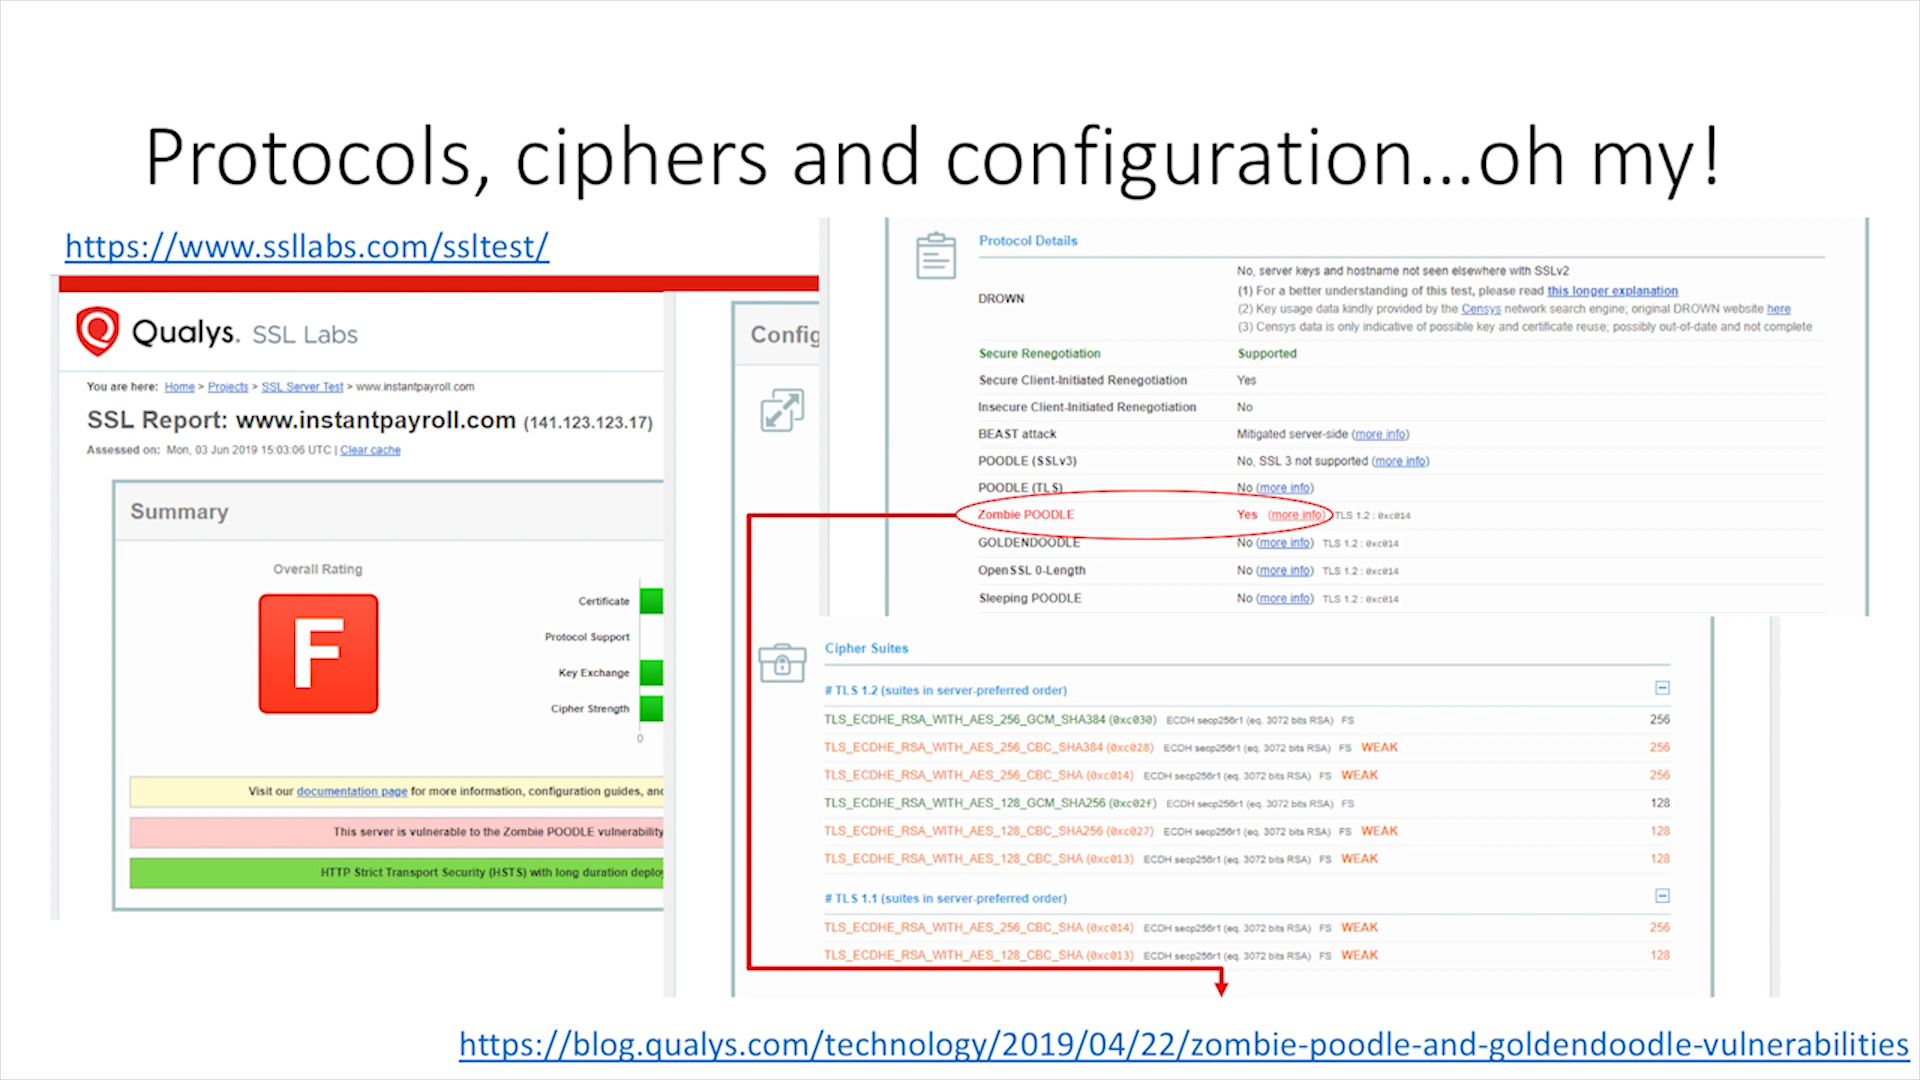 Protocols, ciphers and configuration...oh my!
https://www.ssllabs.com/ssltest/
Qualys. SSL Labs
You are here: Home > Projects > SSL Server Test > www.instantpayroll.com
SSL Report: www.instantpayroll.com (141.123.123.17)
Assessed on: Mon, 03 Jun 2019 15:03:06 UTC | Clear cache
Summary
Overall Rating
F
Certificate
Protocol Support
Key Exchange
Cipher Strength
0
Visit our documentation page for more information, configuration guides, and
This server is vulnerable to the Zombie POODLE vulnerability
HTTP Strict Transport Security (HSTS) with long duration deplo
Config
Protocol Details
DROWN
No, server keys and hostname not seen elsewhere with SSLv2
(1) For a better understanding of this test, please read this longer explanation
(2) Key usage data kindly provided by the Censys network search engine; original DROWN website here
(3) Censys data is only indicative of possible key and certificate reuse; possibly out-of-date and not complete
Secure Renegotiation Supported
Secure Client-Initiated Renegotiation Yes
Insecure Client-Initiated Renegotiation No
BEAST attack Mitigated server-side (more info)
POODLE (SSLv3) No, SSL 3 not supported (more info)
POODLE (TLS) No (more info)
Zombie POODLE Yes (more info) TLS 1.2 : 0xc014
GOLDENDOODLE No (more info) TLS 1.2 : 0xc014
OpenSSL 0-Length No (more info) TLS 1.2 : 0xc014
Sleeping POODLE No (more info) TLS 1.2 : 0xc014
Cipher Suites
# TLS 1.2 (suites in server-preferred order)
TLS_ECDHE_RSA_WITH_AES_256_GCM_SHA384 (0xc030) ECDH secp256r1 (eq. 3072 bits RSA) FS 256
TLS_ECDHE_RSA_WITH_AES_256_CBC_SHA384 (0xc028) ECDH secp256r1 (eq. 3072 bits RSA) FS WEAK 256
TLS_ECDHE_RSA_WITH_AES_256_CBC_SHA (0xc014) ECDH secp256r1 (eq. 3072 bits RSA) FS WEAK 256
TLS_ECDHE_RSA_WITH_AES_128_GCM_SHA256 (0xc02f) ECDH secp256r1 (eq. 3072 bits RSA) FS 128
TLS_ECDHE_RSA_WITH_AES_128_CBC_SHA256 (0xc027) ECDH secp256r1 (eq. 3072 bits RSA) FS WEAK 128
TLS_ECDHE_RSA_WITH_AES_128_CBC_SHA (0xc013) ECDH secp256r1 (eq. 3072 bits RSA) FS WEAK 128
# TLS 1.1 (suites in server-preferred order)
TLS_ECDHE_RSA_WITH_AES_256_CBC_SHA (0xc014) ECDH secp256r1 (eq. 3072 bits RSA) FS WEAK 256
TLS_ECDHE_RSA_WITH_AES_128_CBC_SHA (0xc013) ECDH secp256r1 (eq. 3072 bits RSA) FS WEAK 128
https://blog.qualys.com/technology/2019/04/22/zombie-poodle-and-goldendoodle-vulnerabilities